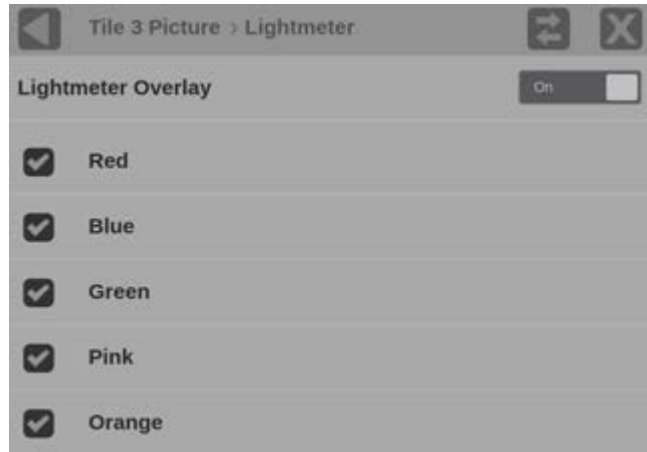 Tile 3 Picture > Lightmeter
Lightmeter Overlay On
Red
Blue
Green
Pink
Orange